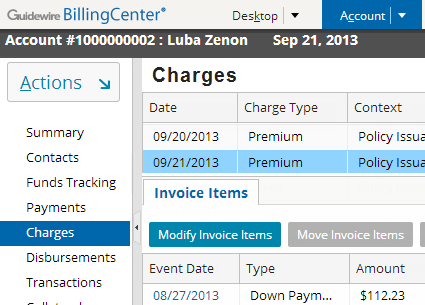 Guidewire BillingCenter® Desktop Account
Account #1000000002 : Luba Zenon Sep 21, 2013
Actions
Charges
Date Charge Type Context
09/20/2013 Premium Policy Issua
09/21/2013 Premium Policy Issua
Summary
Contacts
Funds Tracking
Payments
Charges
Disbursements
Transactions
Invoice Items
Modify Invoice Items Move Invoice Items
Event Date Type Amount
08/27/2013 Down Paym... $112.23